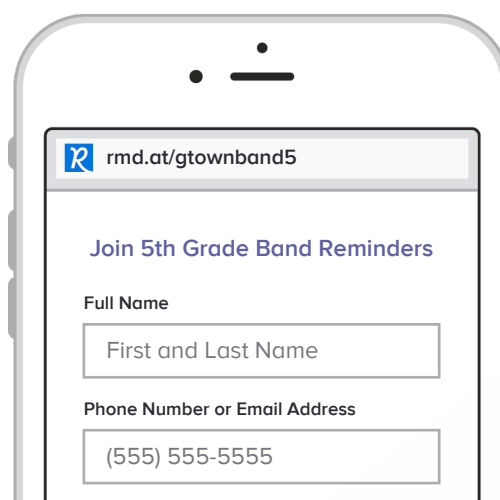 rmd.at/gtownband5
Join 5th Grade Band Reminders
Full Name
First and Last Name
Phone Number or Email Address
(555) 555-5555